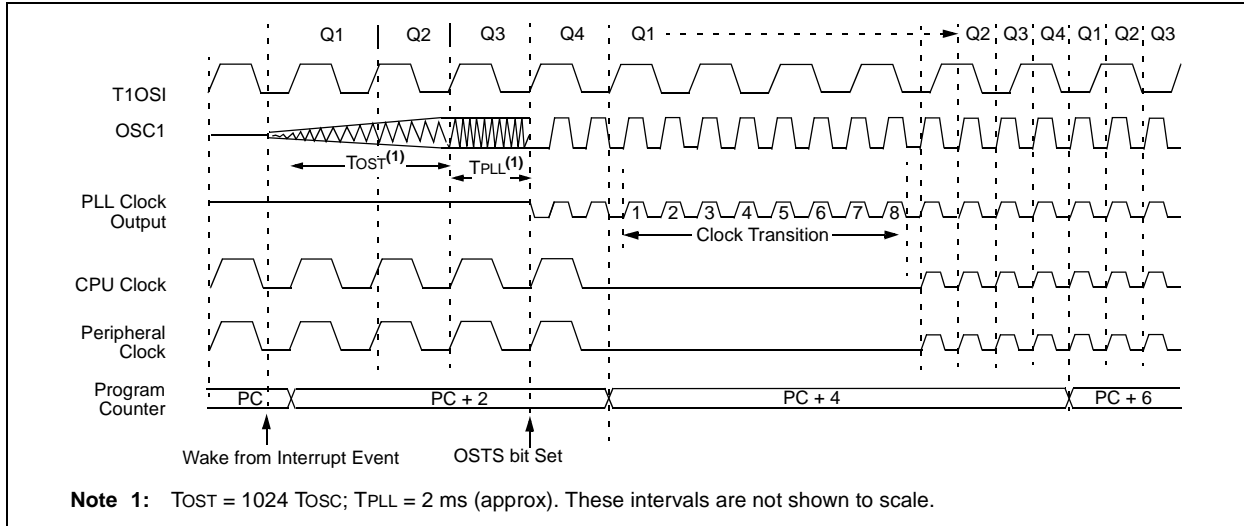 Q1 Q2 Q3 Q4 Q1 Q2 Q3 Q4 Q1 Q2 Q3
T1OSI
OSC1
TOST(1)
TPLL(1)
PLL Clock
Output
1 2 3 4 5 6 7 8
Clock Transition
CPU Clock
Peripheral
Clock
Program
Counter
PC PC + 2 PC + 4 PC + 6
Wake from Interrupt Event
OSTS bit Set
Note 1: TOST = 1024 TOSC; TPLL = 2 ms (approx). These intervals are not shown to scale.